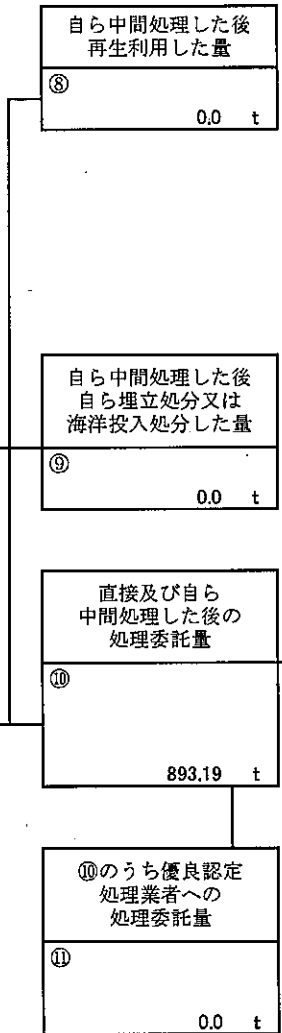 自ら中間処理した後
再生利用した量
⑧
0.0 t
自ら中間処理した後
自ら埋立処分又は
海洋投入処分した量
⑨
0.0 t
直接及び自ら
中間処理した後の
処理委託量
⑩
893.19 t
⑩のうち優良認定
処理業者への
処理委託量
⑪
0.0 t